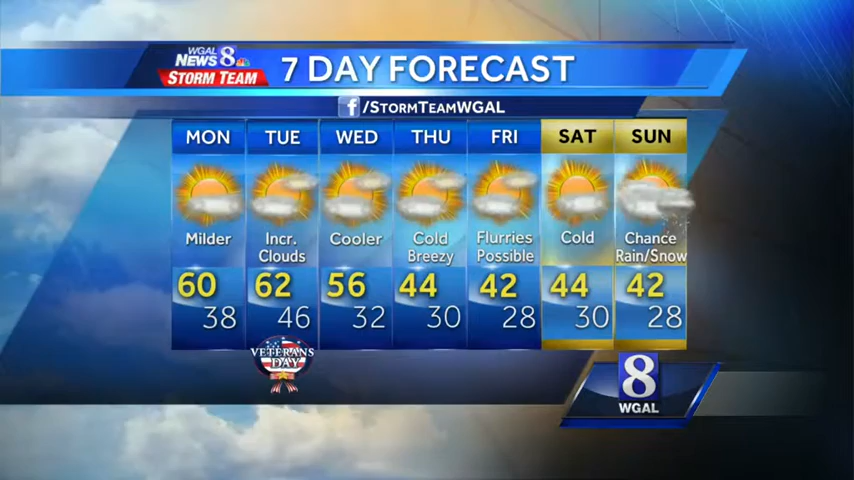 WGAL
NEWS 8
STORM TEAM
7 DAY FORECAST
f /STORMTEAMWGAL
MON TUE WED THU FRI SAT SUN
Milder Incr. Clouds Cooler Cold Breezy Flurries Possible Cold Chance Rain/Snow
60 62 56 44 42 44 42
38 46 32 30 28 30 28
VETERANS
DAY
8
WGAL